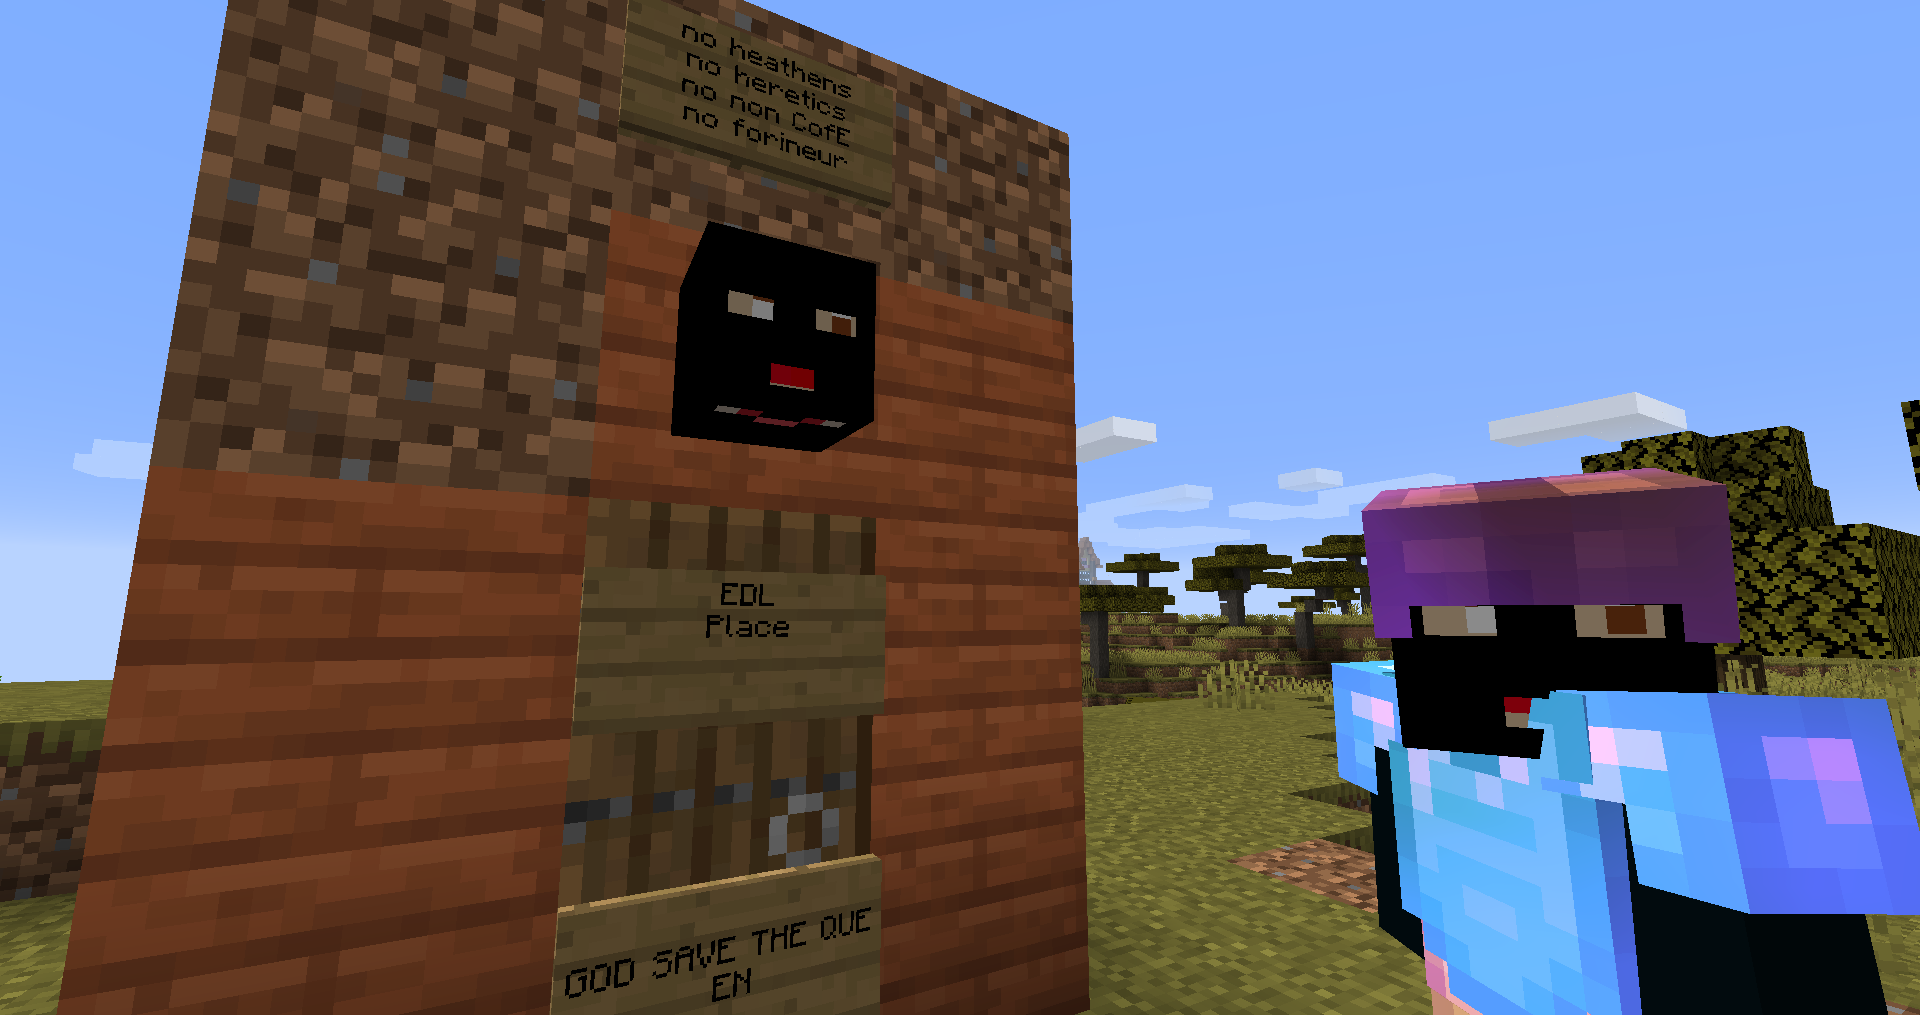 no heathens
no heretics
no non CofE
no forineur
EDL
Place
GOD SAVE THE QUE
EN